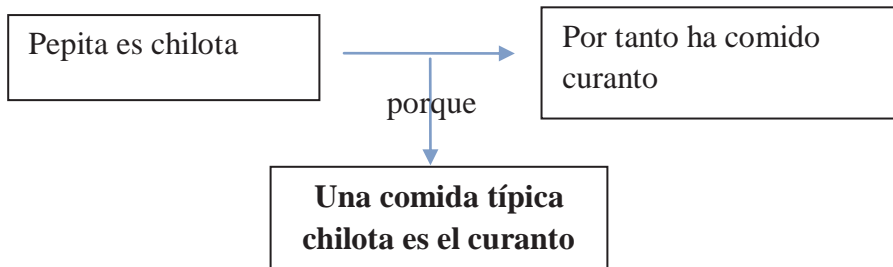 Pepita es chilota
Por tanto ha comido
curanto
porque
Una comida típica
chilota es el curanto